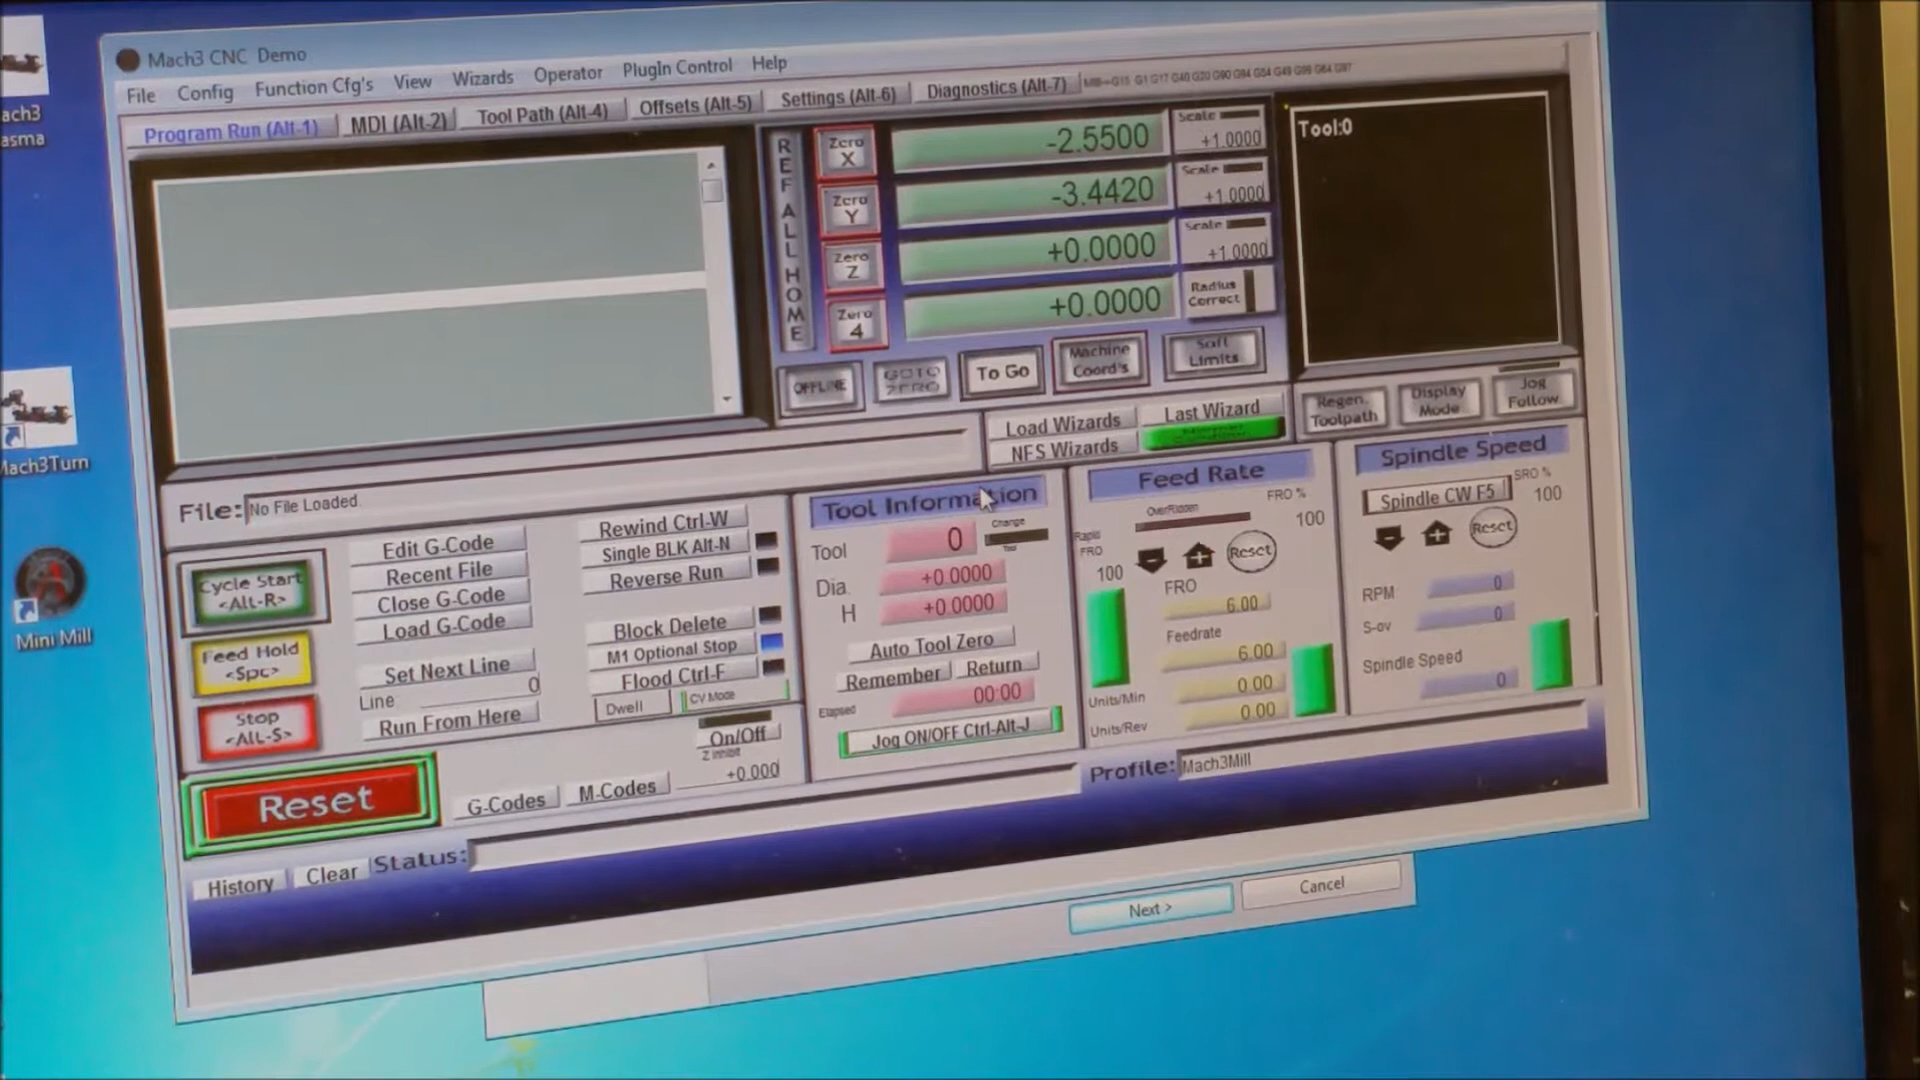 ach3
asma
Mach3Turn
Mini Mill
Mach3 CNC Demo
File Config Function Cfg's View Wizards Operator PlugIn Control Help
Program Run (Alt-1) MDI (Alt-2) Tool Path (Alt-4) Offsets (Alt-5) Settings (Alt-6) Diagnostics (Alt-7)
REF ALL HOME
Zero X -2.5500 Scale +1.0000
Zero Y -3.4420 Scale +1.0000
Zero Z +0.0000 Scale +1.0000
Zero 4 +0.0000 Radius Correct
OFFLINE GOTO ZERO To Go Machine Coord's Soft Limits
Tool:0
Regen. Toolpath Display Mode Jog Follow
Load Wizards Last Wizard
NFS Wizards
File: No File Loaded
Edit G-Code
Recent File
Close G-Code
Load G-Code
Set Next Line
Line 0
Run From Here
Rewind Ctrl-W
Single BLK Alt-N
Reverse Run
Block Delete
M1 Optional Stop
Flood Ctrl-F
Dwell CV Mode
On/Off
Z Inhibit
+0.000
Cycle Start
<Alt-R>
Feed Hold
<Spc>
Stop
<Alt-S>
Reset
G-Codes M-Codes
Tool Information
Tool 0 Change Tool
Dia. +0.0000
H +0.0000
Auto Tool Zero
Remember Return
Elapsed 00:00
Jog ON/OFF Ctrl-Alt-J
Feed Rate
OverRidden FRO %
100
Rapid FRO
100
Reset
FRO
6.00
Feedrate
6.00
Units/Min 0.00
Units/Rev 0.00
Spindle Speed
Spindle CW F5 SRO %
100
Reset
RPM 0
S-ov 0
Spindle Speed
0
History Clear Status:
Profile: Mach3Mill
Next > Cancel